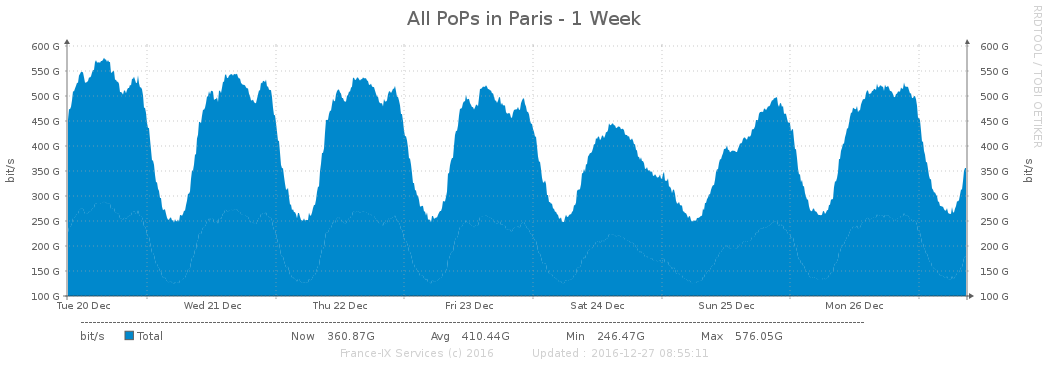 All PoPs in Paris - 1 Week
RRDTOOL / TOBI OETIKER
bit/s
600 G
550 G
500 G
450 G
400 G
350 G
300 G
250 G
200 G
150 G
100 G
600 G
550 G
500 G
450 G
400 G
350 G
300 G
250 G
200 G
150 G
100 G
bit/s
Tue 20 Dec Wed 21 Dec Thu 22 Dec Fri 23 Dec Sat 24 Dec Sun 25 Dec Mon 26 Dec
bit/s Total Now 360.87G Avg 410.44G Min 246.47G Max 576.05G
France-IX Services (c) 2016 Updated : 2016-12-27 08:55:11